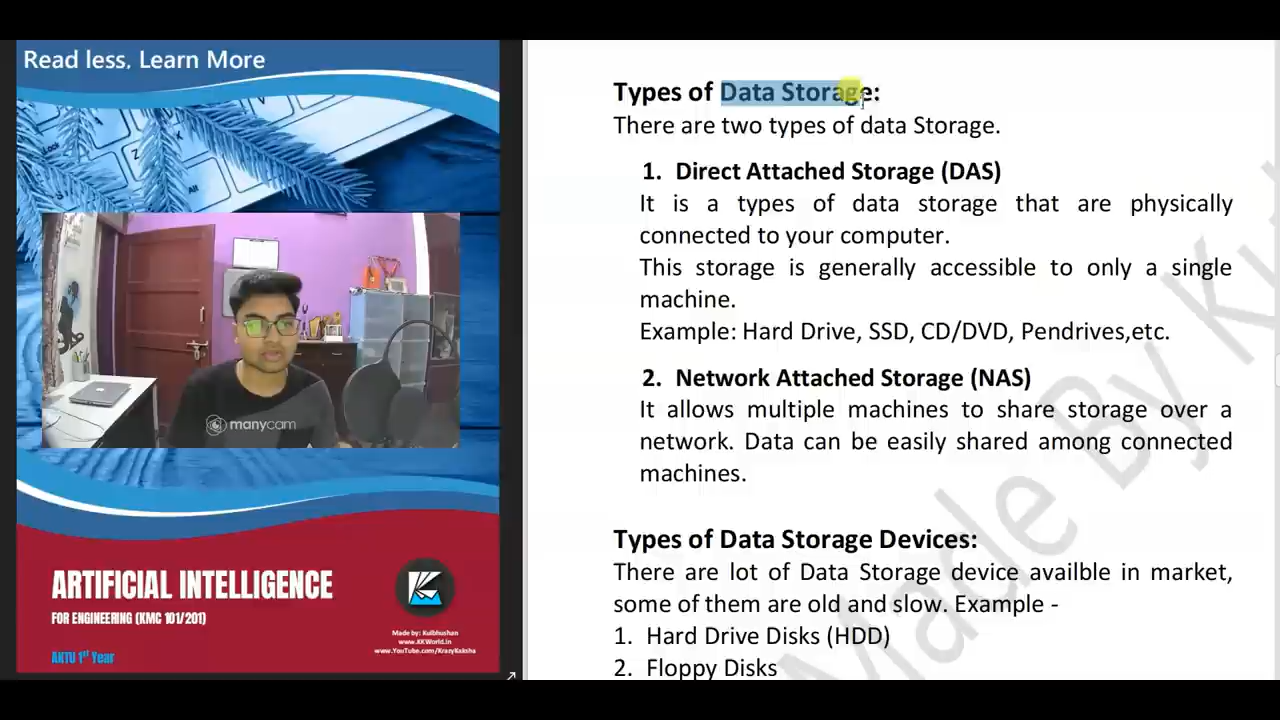 Read less. Learn More
manycam
ARTIFICIAL INTELLIGENCE
FOR ENGINEERING (KMC 101/201)
AKTU 1st Year
Made by: Kulbhushan
www.KKWorld.in
www.YouTube.com/KrazyKaksha
Types of Data Storage:
There are two types of data Storage.
1. Direct Attached Storage (DAS)
It is a types of data storage that are physically
connected to your computer.
This storage is generally accessible to only a single
machine.
Example: Hard Drive, SSD, CD/DVD, Pendrives,etc.
2. Network Attached Storage (NAS)
It allows multiple machines to share storage over a
network. Data can be easily shared among connected
machines.
Types of Data Storage Devices:
There are lot of Data Storage device availble in market,
some of them are old and slow. Example -
1. Hard Drive Disks (HDD)
2. Floppy Disks
Made By